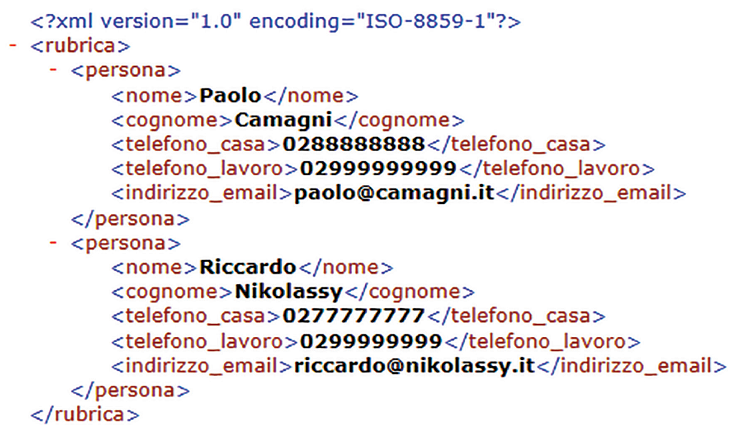 <?xml version="1.0" encoding="ISO-8859-1"?>
- <rubrica>
- <persona>
<nome>Paolo</nome>
<cognome>Camagni</cognome>
<telefono_casa>0288888888</telefono_casa>
<telefono_lavoro>02999999999</telefono_lavoro>
<indirizzo_email>paolo@camagni.it</indirizzo_email>
</persona>
- <persona>
<nome>Riccardo</nome>
<cognome>Nikolassy</cognome>
<telefono_casa>0277777777</telefono_casa>
<telefono_lavoro>0299999999</telefono_lavoro>
<indirizzo_email>riccardo@nikolassy.it</indirizzo_email>
</persona>
</rubrica>